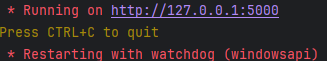 * Running on http://127.0.0.1:5000
Press CTRL+C to quit
* Restarting with watchdog (windowsapi)